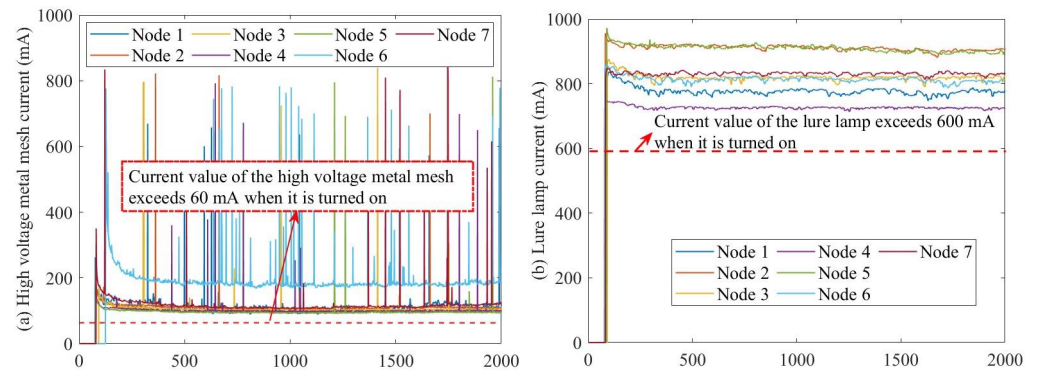 (a) High voltage metal mesh current (mA)
1000
800
600
400
200
0
Node 1 Node 3 Node 5 Node 7
Node 2 Node 4 Node 6
Current value of the high voltage metal mesh
exceeds 60 mA when it is turned on
0 500 1000 1500 2000
(b) Lure lamp current (mA)
1000
800
600
400
200
0
Current value of the lure lamp exceeds 600 mA
when it is turned on
Node 1 Node 4 Node 7
Node 2 Node 5
Node 3 Node 6
0 500 1000 1500 2000